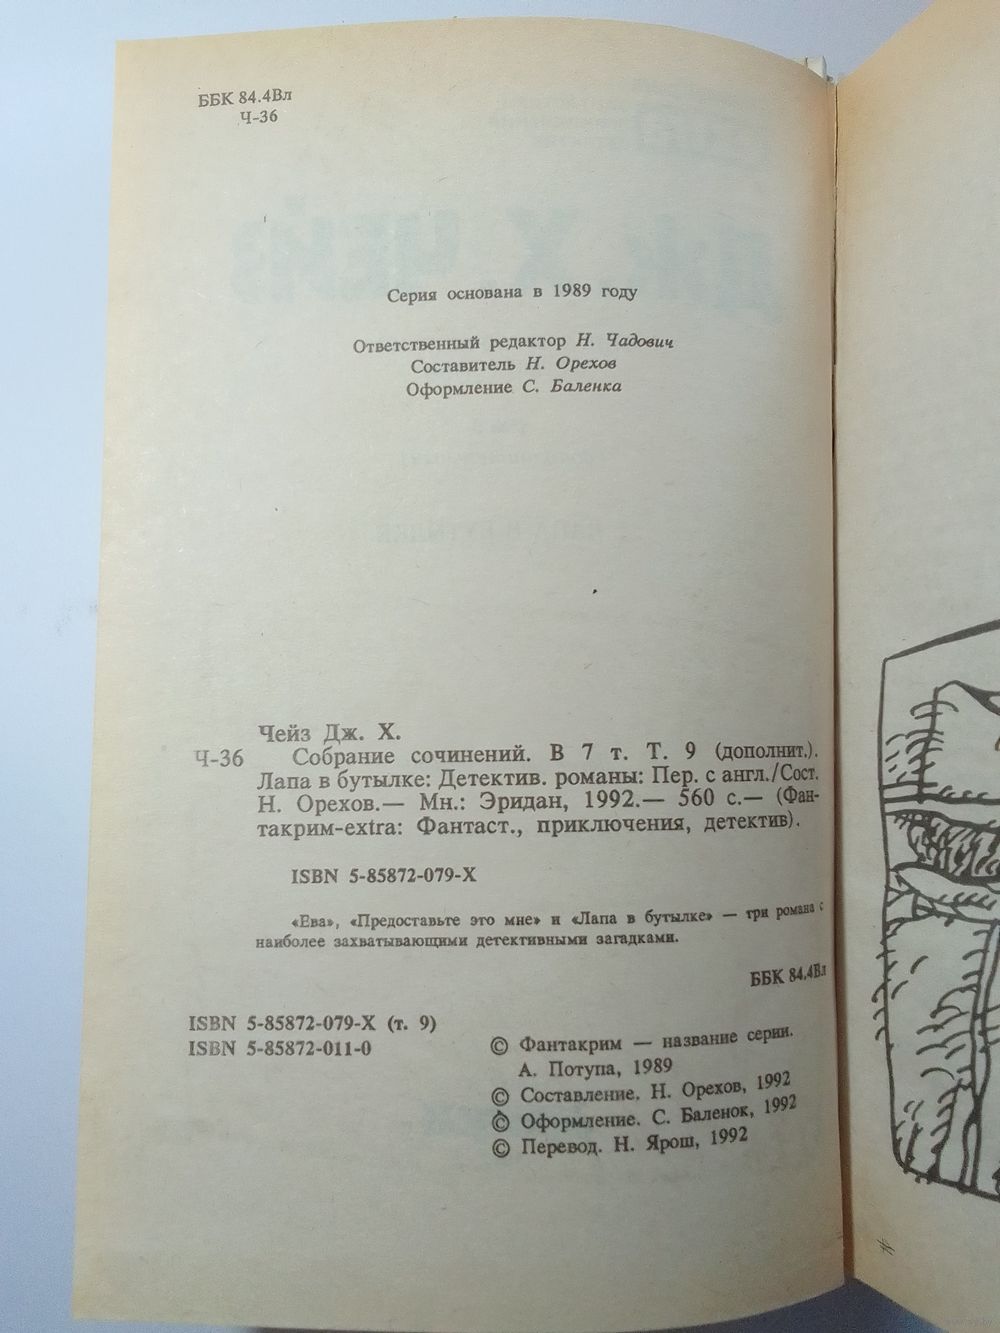 ББК 84.4Вл
Ч-36
Серия основана в 1989 году
Ответственный редактор Н. Чадович
Составитель Н. Орехов
Оформление С. Баленка
Чейз Дж. Х.
Ч-36 Собрание сочинений. В 7 т. Т. 9 (дополнит.).
Лапа в бутылке: Детектив. романы: Пер. с англ./Сост.
Н. Орехов.— Мн.: Эридан, 1992.— 560 с.— (Фан-
такрим-extra: Фантаст., приключения, детектив).
ISBN 5-85872-079-X
«Ева», «Предоставьте это мне» и «Лапа в бутылке» — три романа с
наиболее захватывающими детективными загадками.
ББК 84.4Вл
ISBN 5-85872-079-X (т. 9)
ISBN 5-85872-011-0
© Фантакрим — название серии.
А. Потупа, 1989
© Составление. Н. Орехов, 1992
© Оформление. С. Баленок, 1992
© Перевод. Н. Ярош, 1992